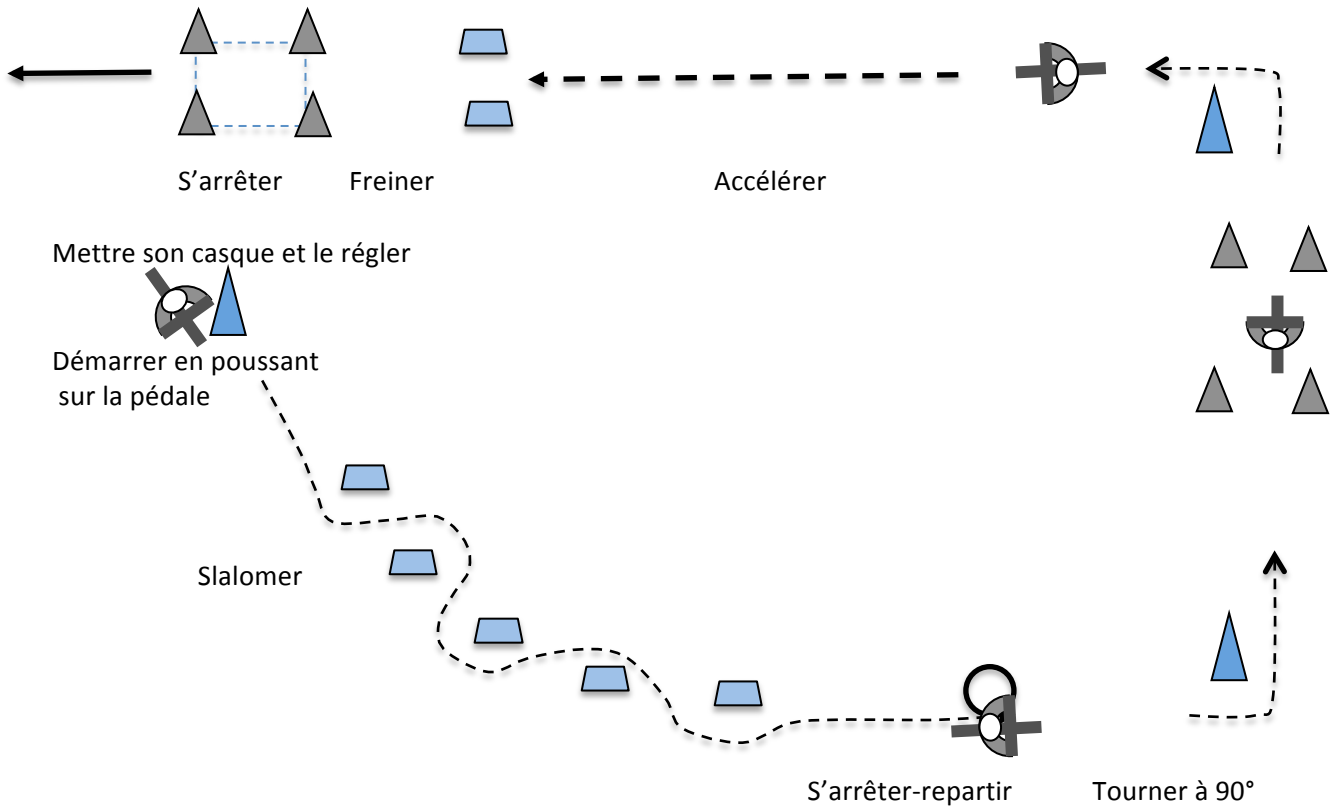 S'arrêter Freiner Accélérer
Mettre son casque et le régler
Démarrer en poussant
sur la pédale
Slalomer
S'arrêter-repartir Tourner à 90°